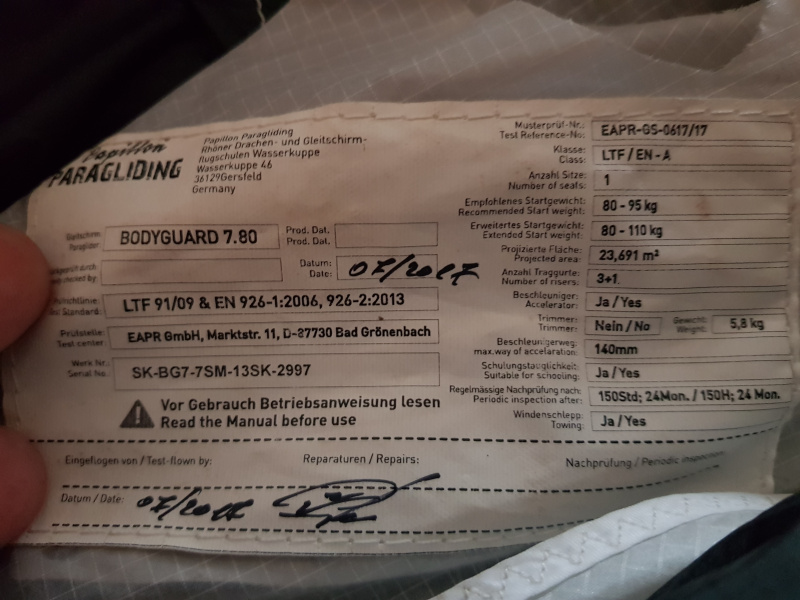 Papillon
PARAGLIDING
Papillon Paragliding
Rhöner Drachen- und Gleitschirm-
flugschulen Wasserkuppe
Wasserkuppe 46
36129Gersfeld
Germany
Gleitschirm:
Paraglider:
BODYGUARD 7.80
Prod. Dat.
Prod. Dat.
checked by:
Datum:
Date:
07/2017
LTF 91/09 & EN 926-1:2006, 926-2:2013
Standard:
Prüfstelle:
Test center:
EAPR GmbH, Marktstr. 11, D-87730 Bad Grönenbach
Werk Nr.:
Serial No.:
SK-BG7-7SM-13SK-2997
Vor Gebrauch Betriebsanweisung lesen
Read the Manual before use
Musterprüf-Nr.:
Test Reference-No.:
EAPR-GS-0617/17
Klasse:
Class:
LTF / EN - A
Anzahl Sitze:
Number of seats:
1
Empfohlenes Startgewicht:
Recommended Start weight:
80 - 95 kg
Erweitertes Startgewicht:
Extended Start weight:
80 - 110 kg
Projizierte Fläche:
Projected area:
23,691 m²
Anzahl Traggurte:
Number of risers:
3+1
Beschleuniger:
Accelerator:
Ja / Yes
Trimmer:
Trimmer:
Nein / No
Gewicht:
Weight:
5,8 kg
Beschleunigerweg:
max.way of accelaration:
140mm
Schulungstauglichkeit:
Suitable for schooling:
Ja / Yes
Regelmässige Nachprüfung nach:
Periodic inspection after:
150Std; 24Mon. / 150H; 24 Mon.
Windenschlepp:
Towing:
Ja / Yes
Eingeflogen von / Test-flown by:
Reparaturen / Repairs:
Nachprüfung / Periodic inspection
Datum / Date:
07/2017